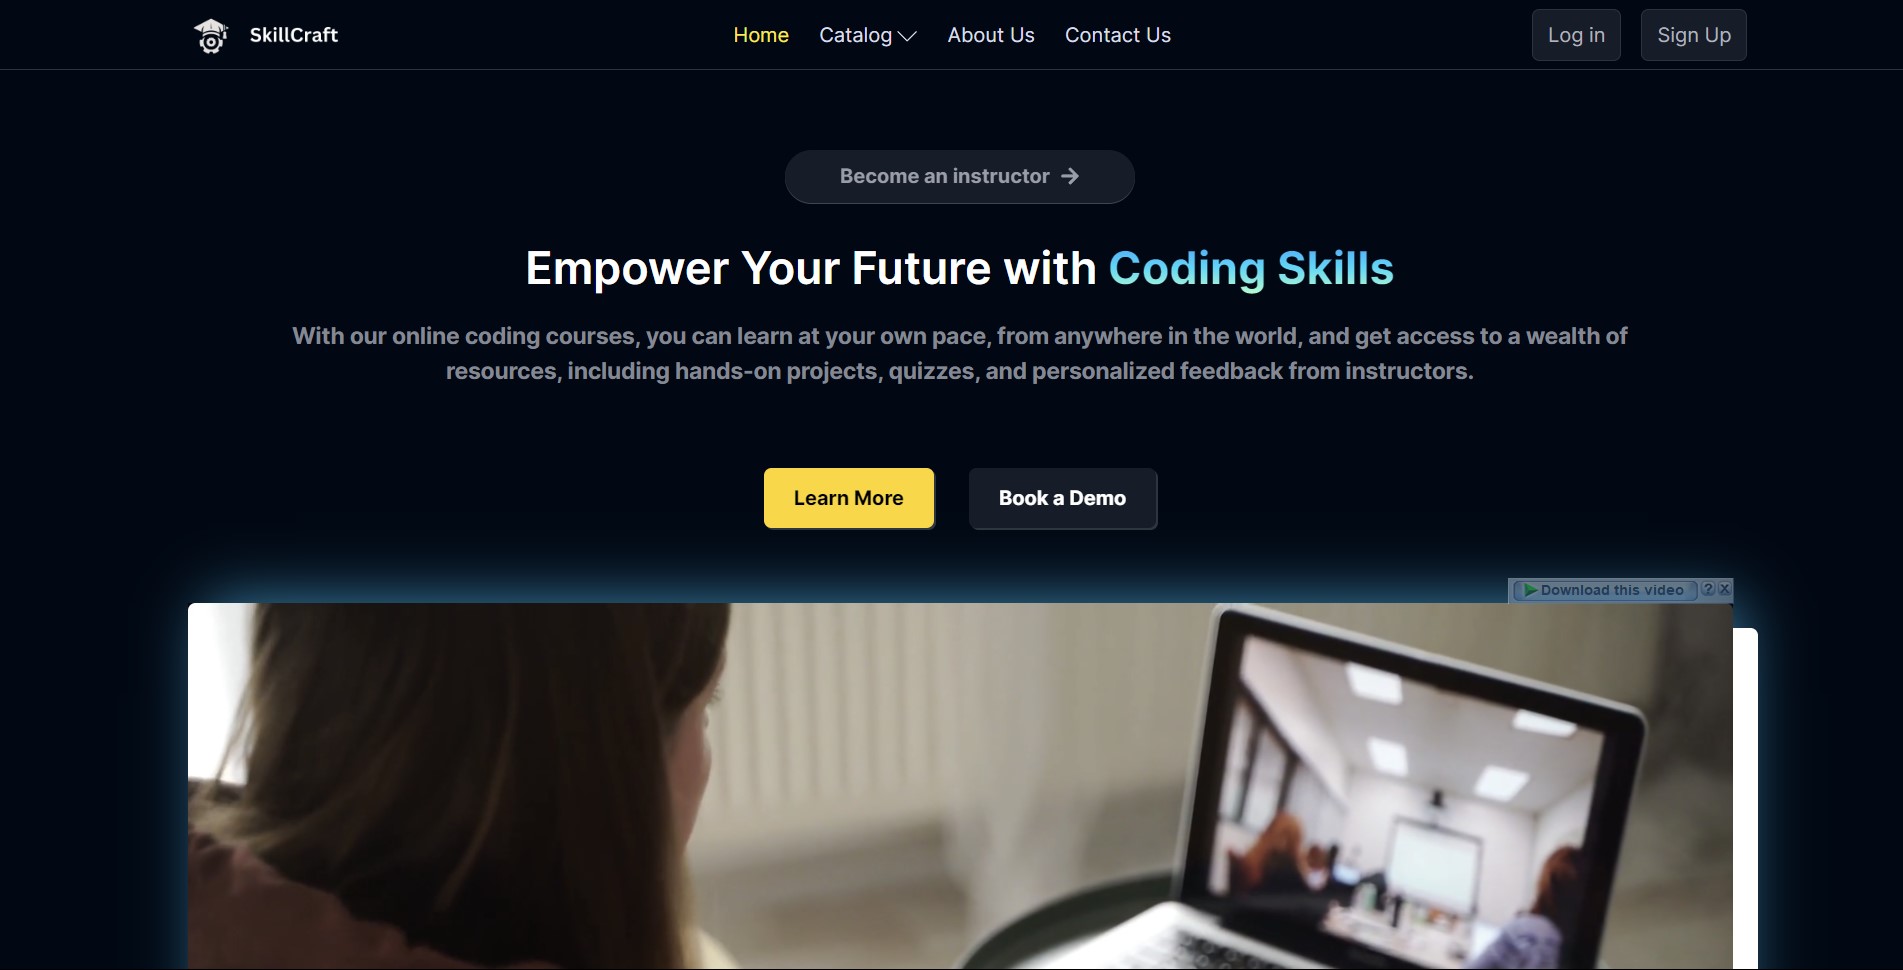 SkillCraft
Home
Catalog
About Us
Contact Us
Log in
Sign Up
Become an instructor
Empower Your Future with Coding Skills
With our online coding courses, you can learn at your own pace, from anywhere in the world, and get access to a wealth of
resources, including hands-on projects, quizzes, and personalized feedback from instructors.
Learn More
Book a Demo
Download this video ? X